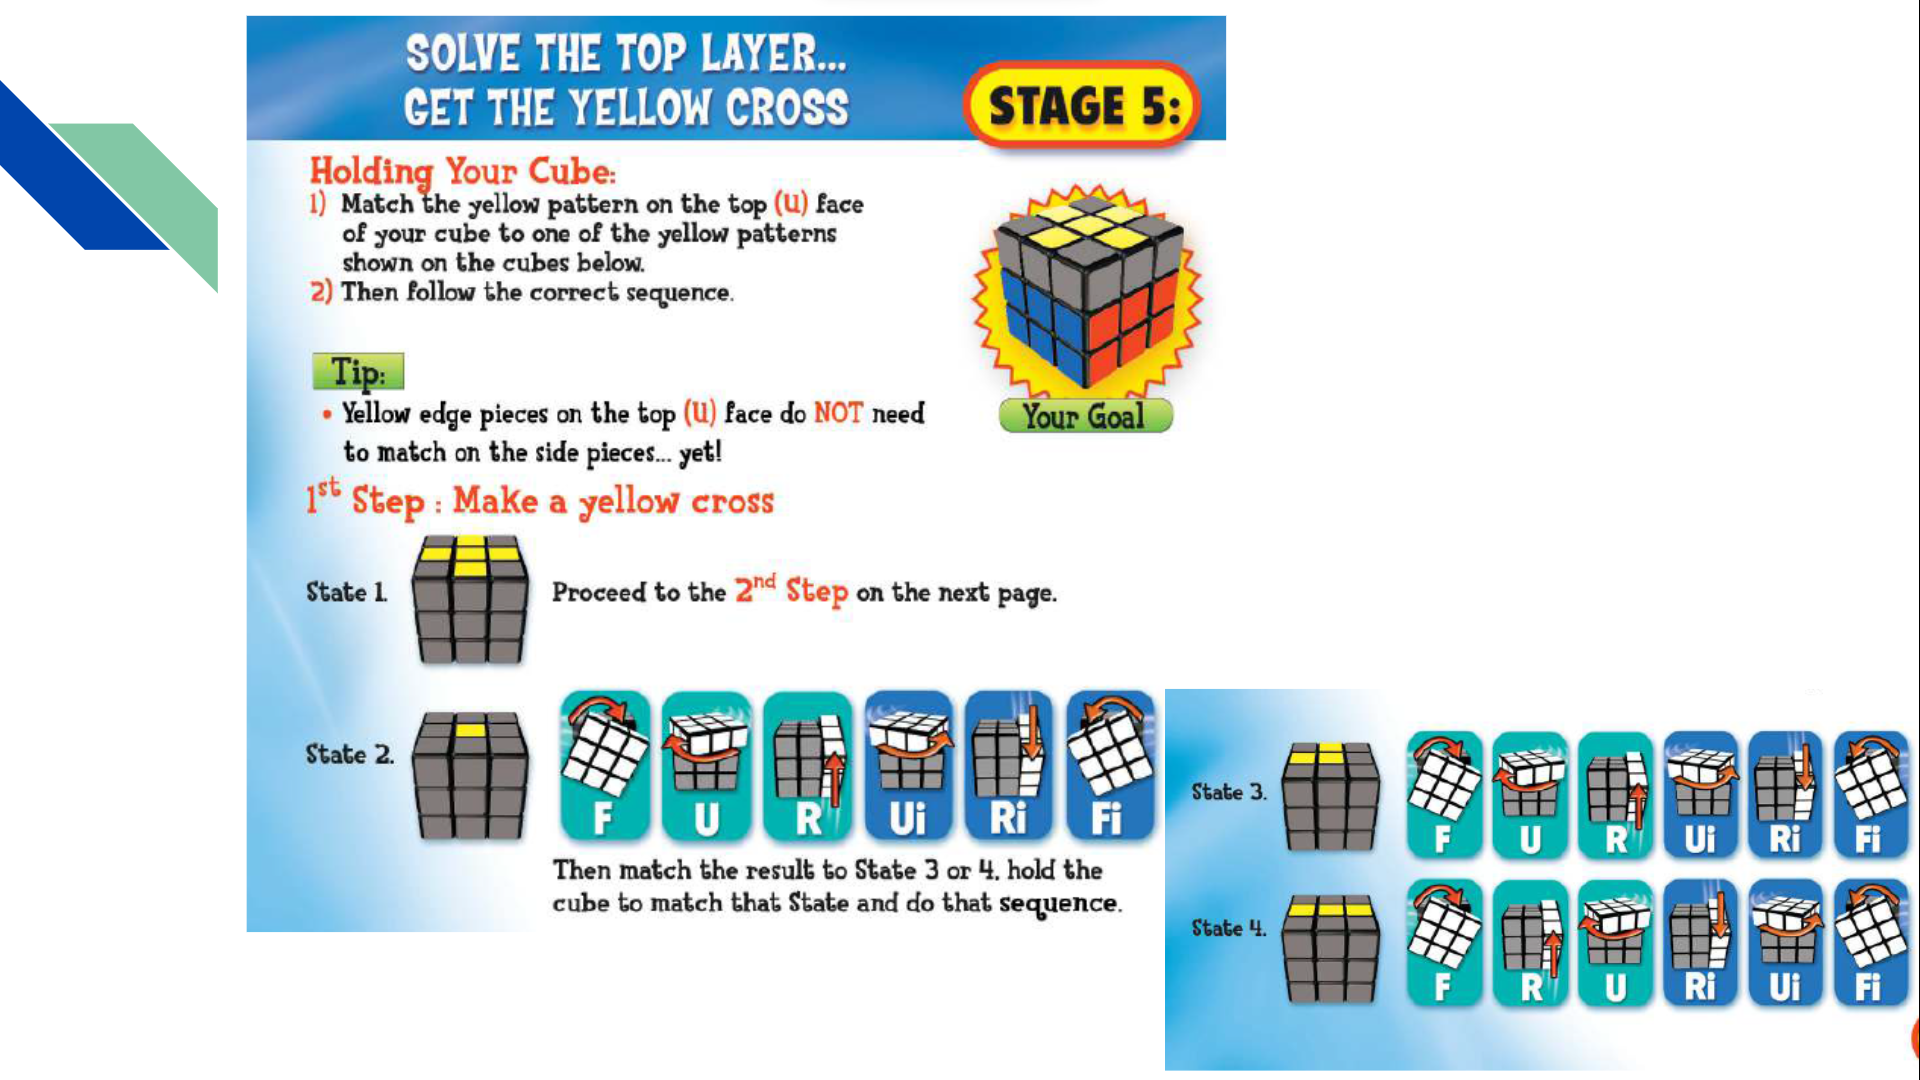 SOLVE THE TOP LAYER...
GET THE YELLOW CROSS
STAGE 5:
Holding Your Cube:
1) Match the yellow pattern on the top (U) face
of your cube to one of the yellow patterns
shown on the cubes below.
2) Then follow the correct sequence.
Tip:
• Yellow edge pieces on the top (U) face do NOT need
to match on the side pieces... yet!
Your Goal
1st Step : Make a yellow cross
State 1.
Proceed to the 2nd Step on the next page.
State 2.
F U R Ui Ri Fi
Then match the result to State 3 or 4, hold the
cube to match that State and do that sequence.
State 3.
F U R Ui Ri Fi
State 4.
F R U Ri Ui Fi